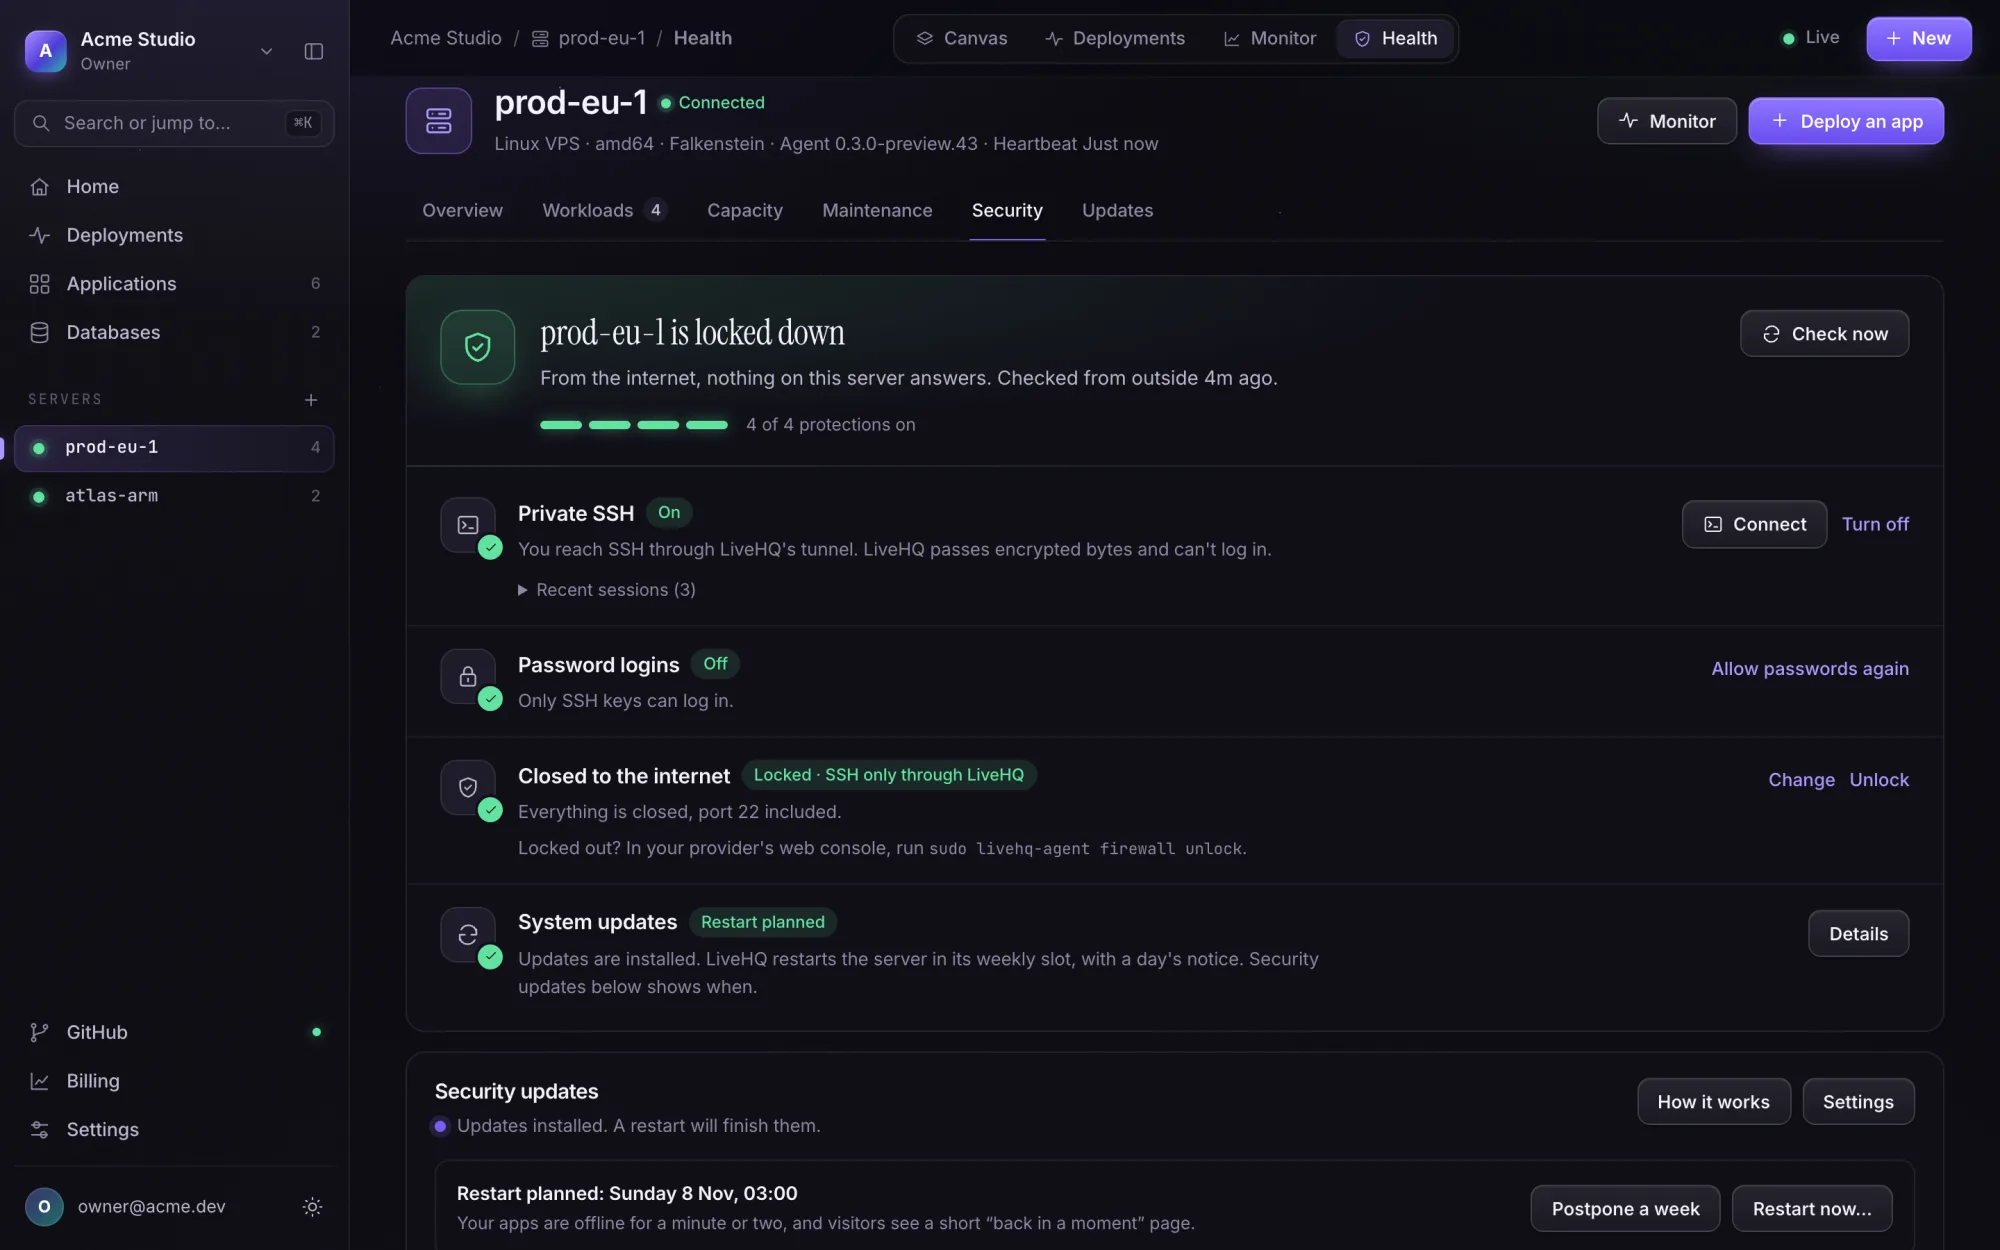 A
Acme Studio
Owner
Search or jump to...
⌘K
Home
Deployments
Applications 6
Databases 2
SERVERS
prod-eu-1 4
atlas-arm 2
GitHub
Billing
Settings
O
owner@acme.dev
Acme Studio / prod-eu-1 / Health
Canvas
Deployments
Monitor
Health
Live
New
prod-eu-1
Connected
Linux VPS · amd64 · Falkenstein · Agent 0.3.0-preview.43 · Heartbeat Just now
Monitor
Deploy an app
Overview
Workloads 4
Capacity
Maintenance
Security
Updates
prod-eu-1 is locked down
From the internet, nothing on this server answers. Checked from outside 4m ago.
4 of 4 protections on
Check now
Private SSH On
You reach SSH through LiveHQ's tunnel. LiveHQ passes encrypted bytes and can't log in.
Recent sessions (3)
Connect
Turn off
Password logins Off
Only SSH keys can log in.
Allow passwords again
Closed to the internet Locked · SSH only through LiveHQ
Everything is closed, port 22 included.
Locked out? In your provider's web console, run sudo livehq-agent firewall unlock.
Change
Unlock
System updates Restart planned
Updates are installed. LiveHQ restarts the server in its weekly slot, with a day's notice. Security
updates below shows when.
Details
Security updates
Updates installed. A restart will finish them.
How it works
Settings
Restart planned: Sunday 8 Nov, 03:00
Your apps are offline for a minute or two, and visitors see a short “back in a moment” page.
Postpone a week
Restart now...